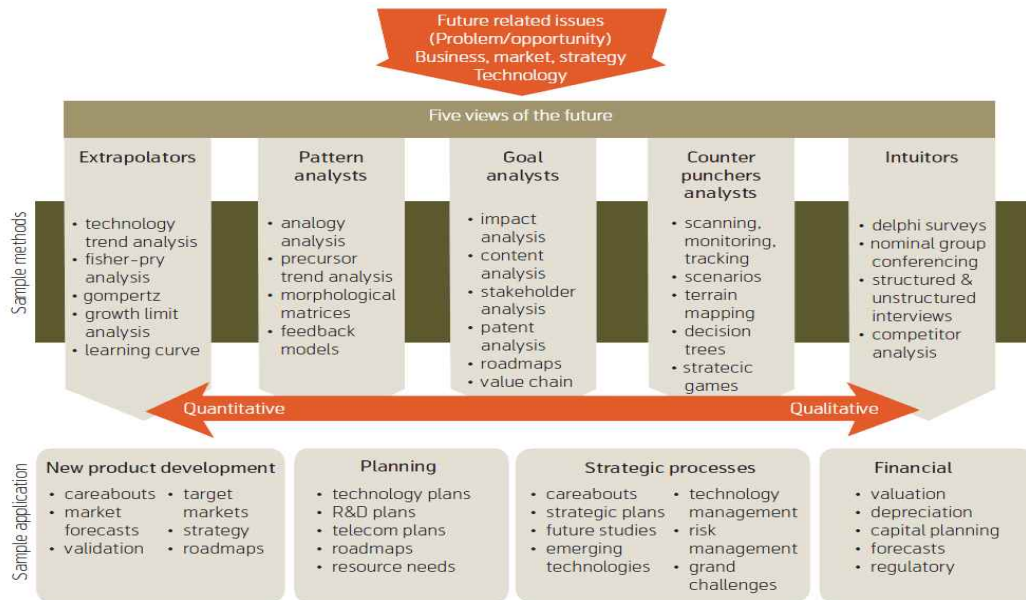 Future related issues
(Problem/opportunity)
Business, market, strategy
Technology
Five views of the future
Sample methods
Extrapolators
• technology
trend analysis
• fisher-pry
analysis
• gompertz
• growth limit
analysis
• learning curve
Pattern
analysts
• analogy
analysis
• precursor
trend analysis
• morphological
matrices
• feedback
models
Goal
analysts
• impact
analysis
• content
analysis
• stakeholder
analysis
• patent
analysis
• roadmaps
• value chain
Counter
punchers
analysts
• scanning,
monitoring,
tracking
• scenarios
• terrain
mapping
• decision
trees
• stratecic
games
Intuitors
• delphi surveys
• nominal group
conferencing
• structured &
unstructured
interviews
• competitor
analysis
Quantitative
Qualitative
Sample application
New product development
• careabouts
• market
forecasts
• validation
• target
markets
• strategy
• roadmaps
Planning
• technology plans
• R&D plans
• telecom plans
• roadmaps
• resource needs
Strategic processes
• careabouts
• strategic plans
• future studies
• emerging
technologies
• technology
management
• risk
management
• grand
challenges
Financial
• valuation
• depreciation
• capital planning
• forecasts
• regulatory